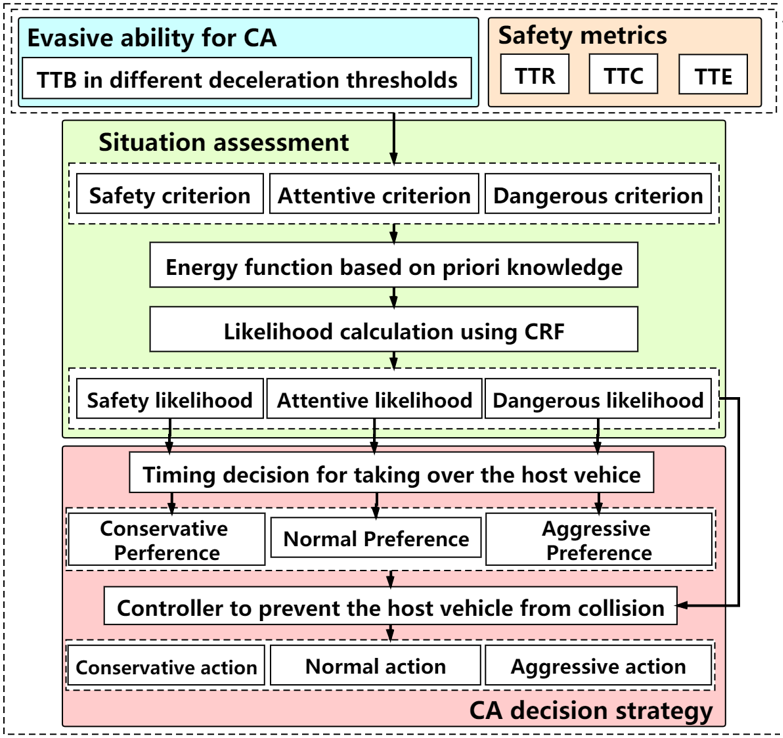 Evasive ability for CA
TTB in different deceleration thresholds
Safety metrics
TTR
TTC
TTE
Situation assessment
Safety criterion
Attentive criterion
Dangerous criterion
Energy function based on priori knowledge
Likelihood calculation using CRF
Safety likelihood
Attentive likelihood
Dangerous likelihood
Timing decision for taking over the host vehice
Conservative
Perference
Normal Preference
Aggressive
Preference
Controller to prevent the host vehicle from collision
Conservative action
Normal action
Aggressive action
CA decision strategy